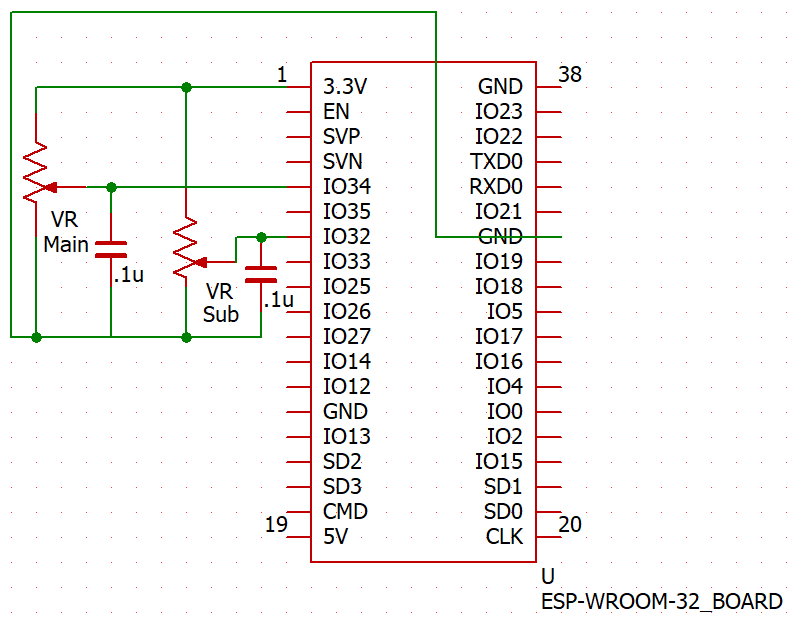 1
38
3.3V GND
EN IO23
SVP IO22
SVN TXD0
IO34 RXD0
IO35 IO21
IO32 GND
IO33 IO19
IO25 IO18
IO26 IO5
IO27 IO17
IO14 IO16
IO12 IO4
GND IO0
IO13 IO2
SD2 IO15
SD3 SD1
CMD SD0
5V CLK
19
20
VR
Main
.1u
VR
Sub
.1u
U
ESP-WROOM-32_BOARD